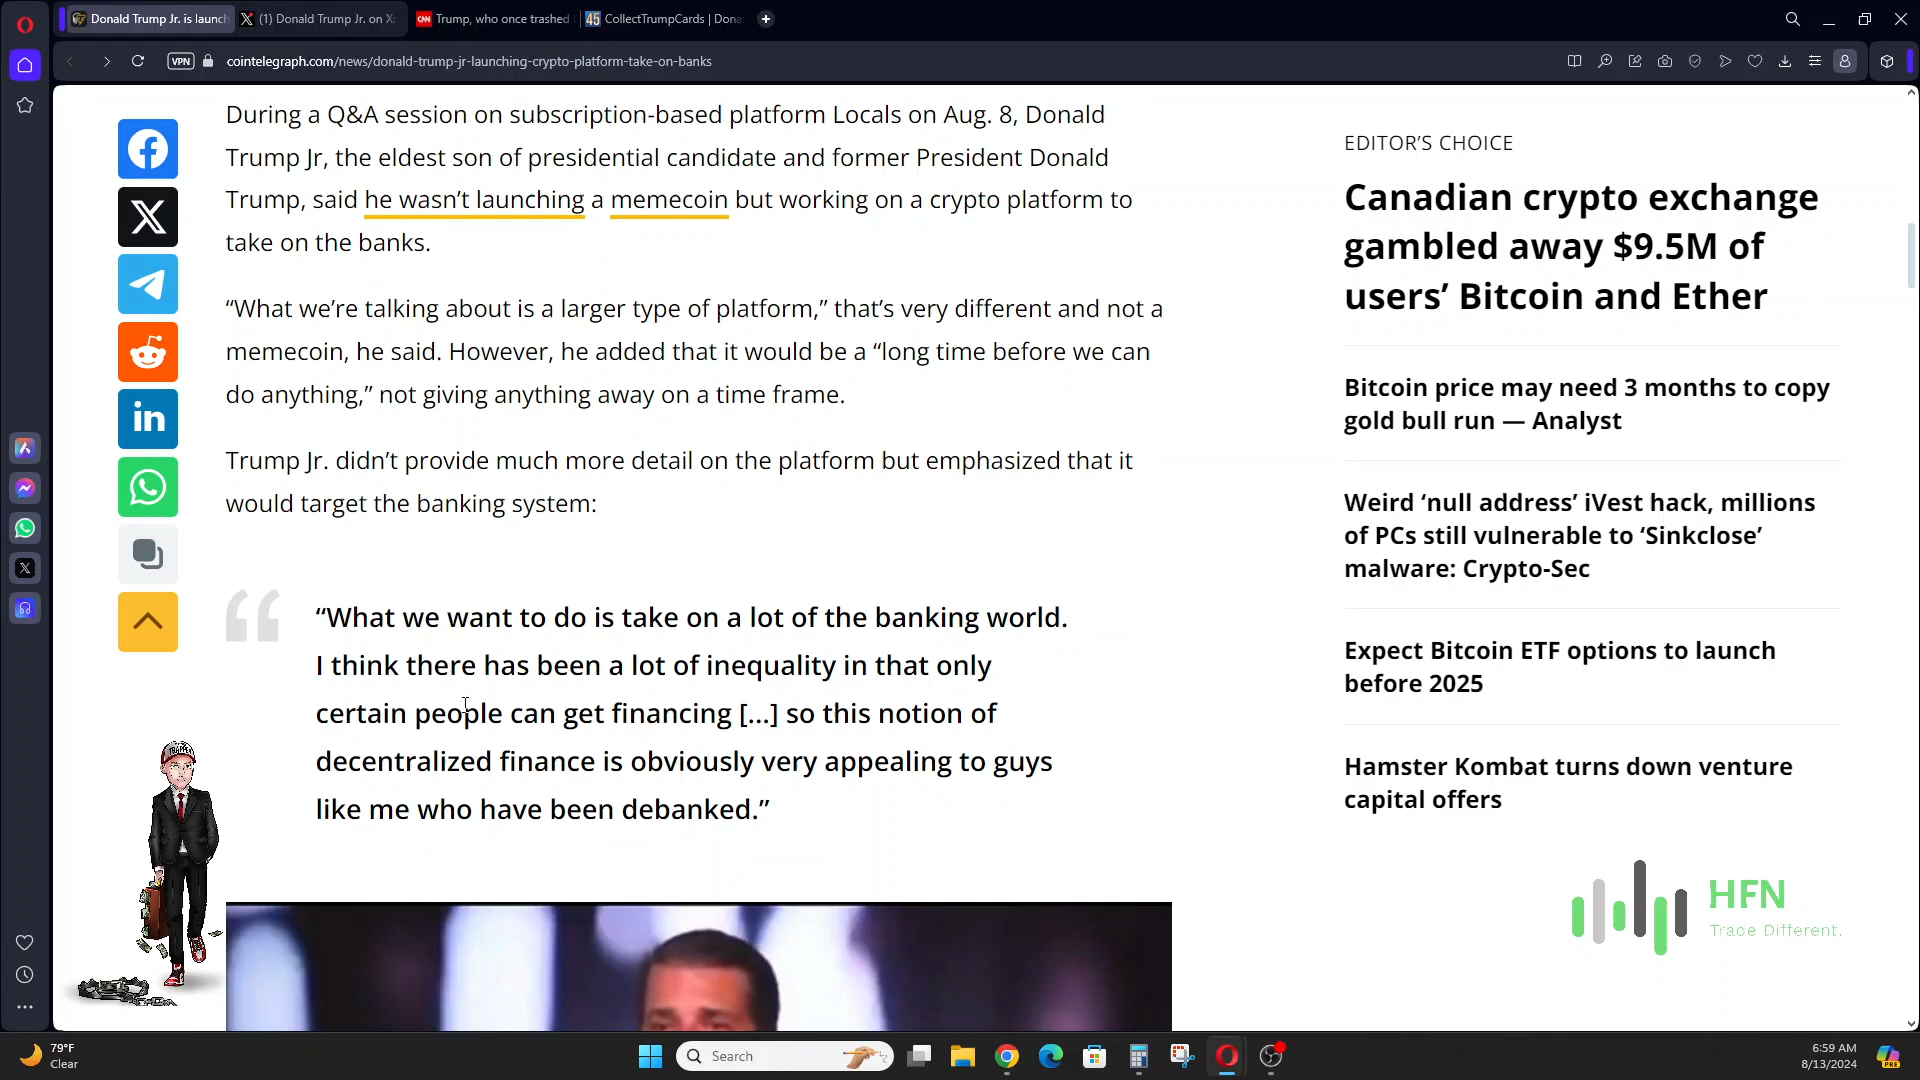 Donald Trump Jr. is launch
(1) Donald Trump Jr. on X:
CNN Trump, who once trashed
45 CollectTrumpCards | Dona
VPN cointelegraph.com/news/donald-trump-jr-launching-crypto-platform-take-on-banks
During a Q&A session on subscription-based platform Locals on Aug. 8, Donald
Trump Jr, the eldest son of presidential candidate and former President Donald
Trump, said he wasn’t launching a memecoin but working on a crypto platform to
take on the banks.
“What we’re talking about is a larger type of platform,” that’s very different and not a
memecoin, he said. However, he added that it would be a “long time before we can
do anything,” not giving anything away on a time frame.
Trump Jr. didn’t provide much more detail on the platform but emphasized that it
would target the banking system:
“What we want to do is take on a lot of the banking world.
I think there has been a lot of inequality in that only
certain people can get financing [...] so this notion of
decentralized finance is obviously very appealing to guys
like me who have been debanked.”
EDITOR’S CHOICE
Canadian crypto exchange
gambled away $9.5M of
users’ Bitcoin and Ether
Bitcoin price may need 3 months to copy
gold bull run — Analyst
Weird ‘null address’ iVest hack, millions
of PCs still vulnerable to ‘Sinkclose’
malware: Crypto-Sec
Expect Bitcoin ETF options to launch
before 2025
Hamster Kombat turns down venture
capital offers
HFN
Trade Different.
TRAPPER
79°F
Clear
Search
6:59 AM
8/13/2024
PRE